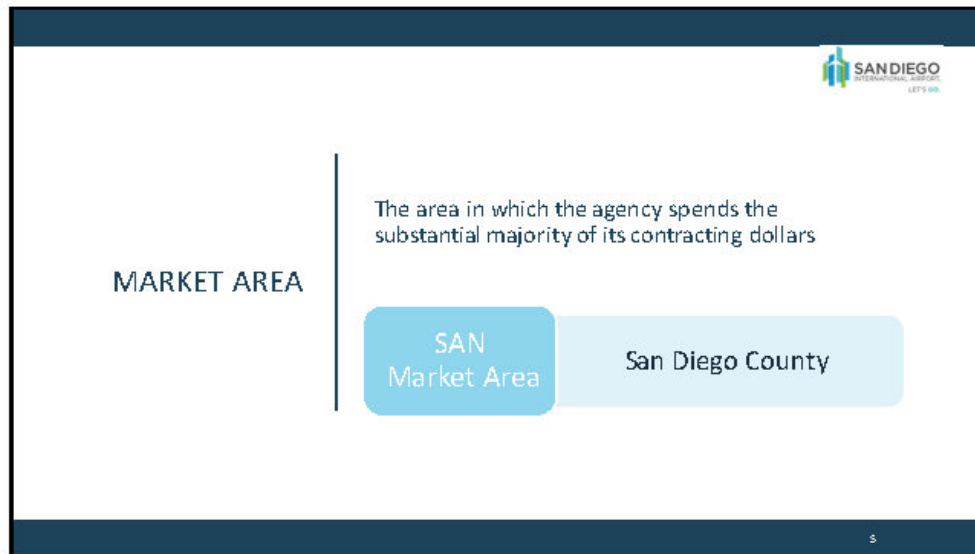 SAN DIEGO
INTERNATIONAL AIRPORT.
LET'S GO.
The area in which the agency spends the
substantial majority of its contracting dollars
MARKET AREA
SAN
Market Area
San Diego County